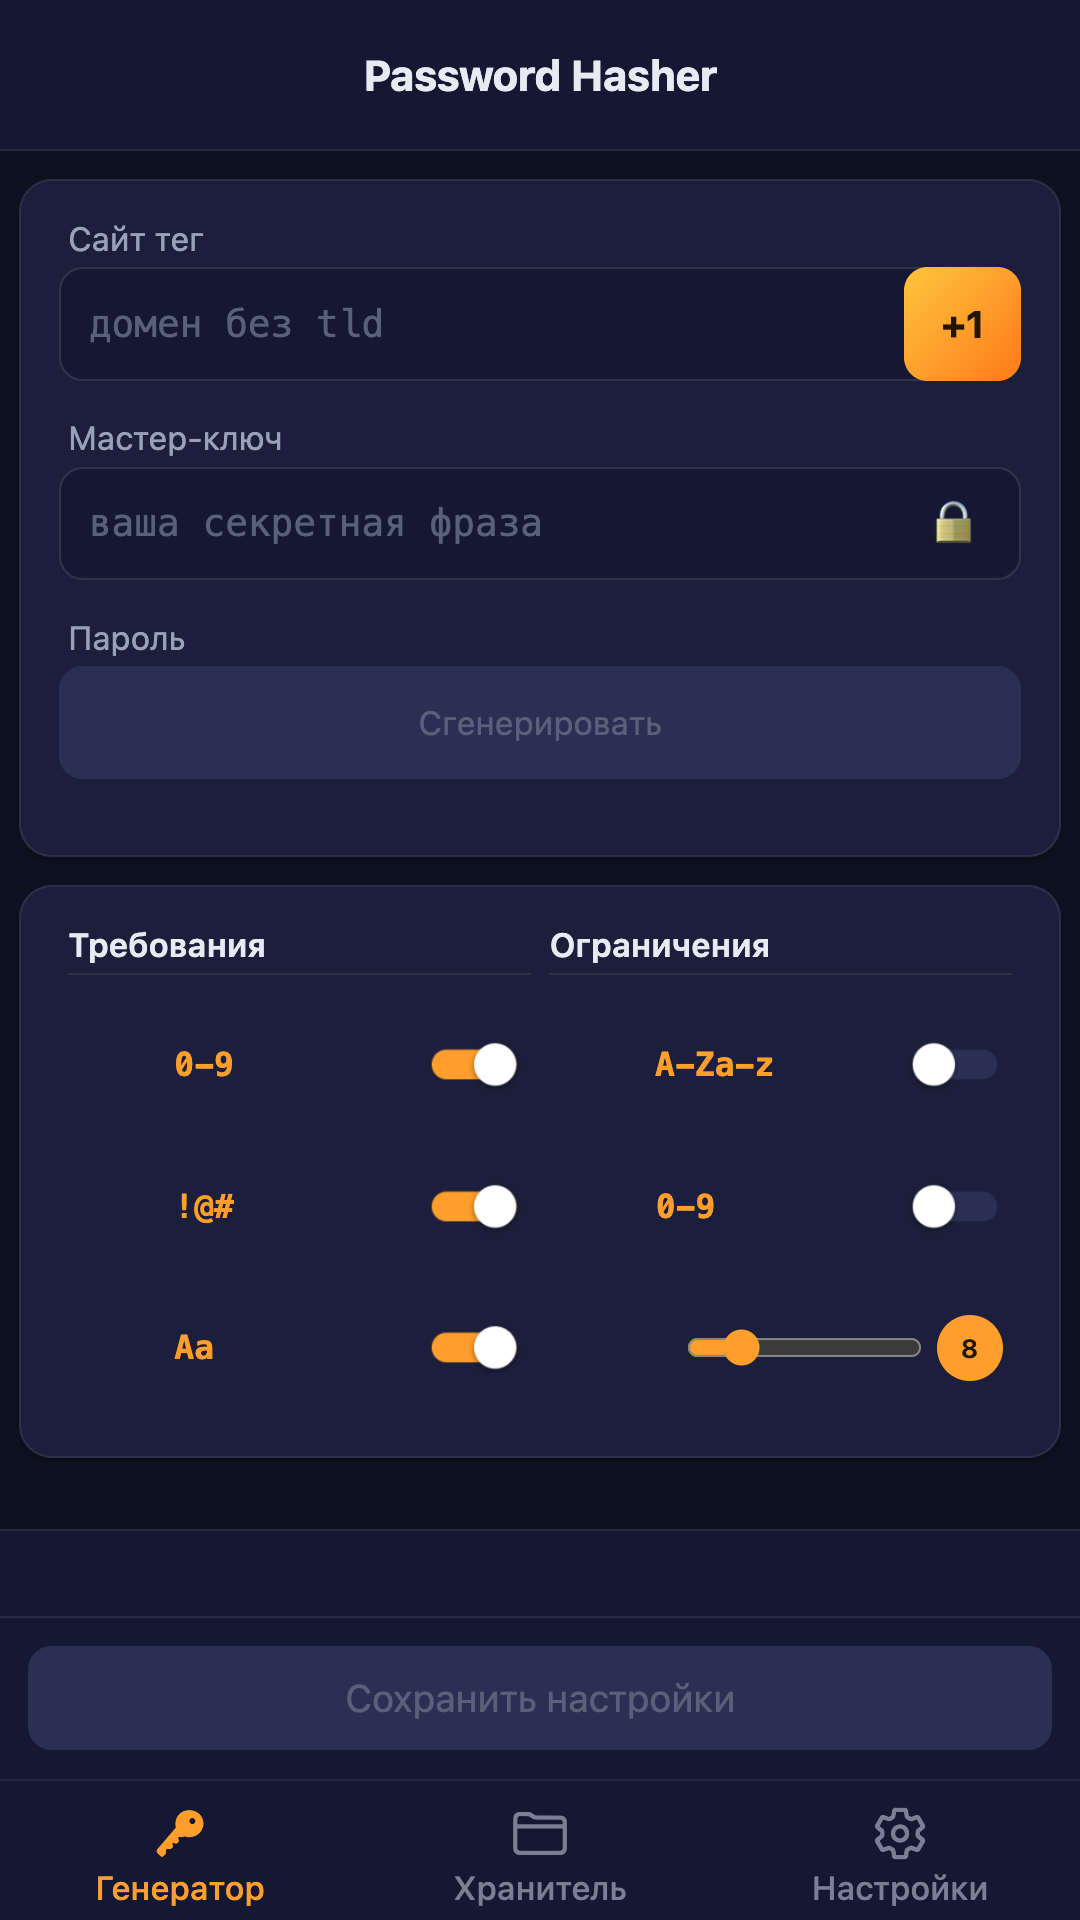 Password Hasher
Сайт тег
домен без tld
+1
Мастер-ключ
ваша секретная фраза
Пароль
Сгенерировать
Требования
Ограничения
0–9
A–Za–z
!@#
0–9
Aa
8
Сохранить настройки
Генератор
Хранитель
Настройки